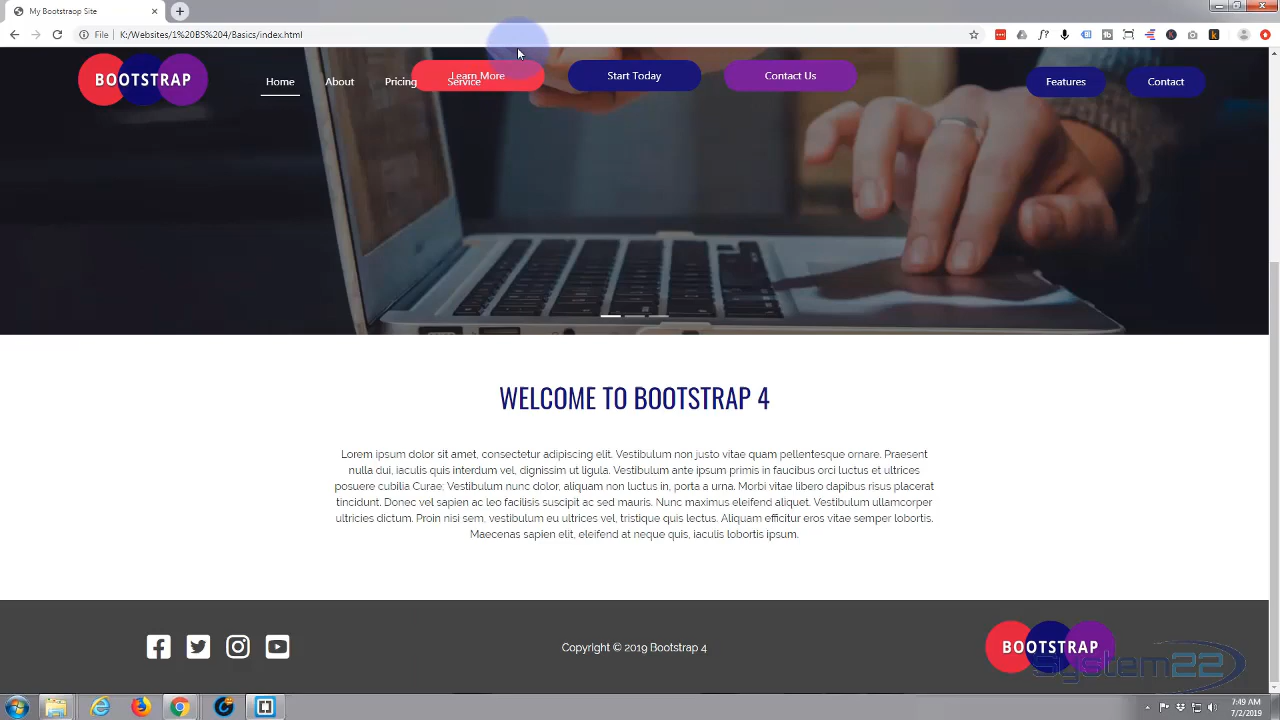 My Bootstraop Site
File | K:/Websites/1%20BS%204/Basics/index.html
BOOTSTRAP
Home
About
Pricing
Service
Learn More
Start Today
Contact Us
Features
Contact
WELCOME TO BOOTSTRAP 4
Lorem ipsum dolor sit amet, consectetur adipiscing elit. Vestibulum non justo vitae quam pellentesque ornare. Praesent
nulla dui, iaculis quis interdum vel, dignissim ut ligula. Vestibulum ante ipsum primis in faucibus orci luctus et ultrices
posuere cubilia Curae; Vestibulum nunc dolor, aliquam non luctus in, porta a urna. Morbi vitae libero dapibus risus placerat
tincidunt. Donec vel sapien ac leo facilisis suscipit ac sed mauris. Nunc maximus eleifend aliquet. Vestibulum ullamcorper
ultricies dictum. Proin nisi sem, vestibulum eu ultrices vel, tristique quis lectus. Aliquam efficitur eros vitae semper lobortis.
Maecenas sapien elit, eleifend at neque quis, iaculis lobortis ipsum.
Copyright © 2019 Bootstrap 4
BOOTSTRAP
system22
7:49 AM
7/2/2019